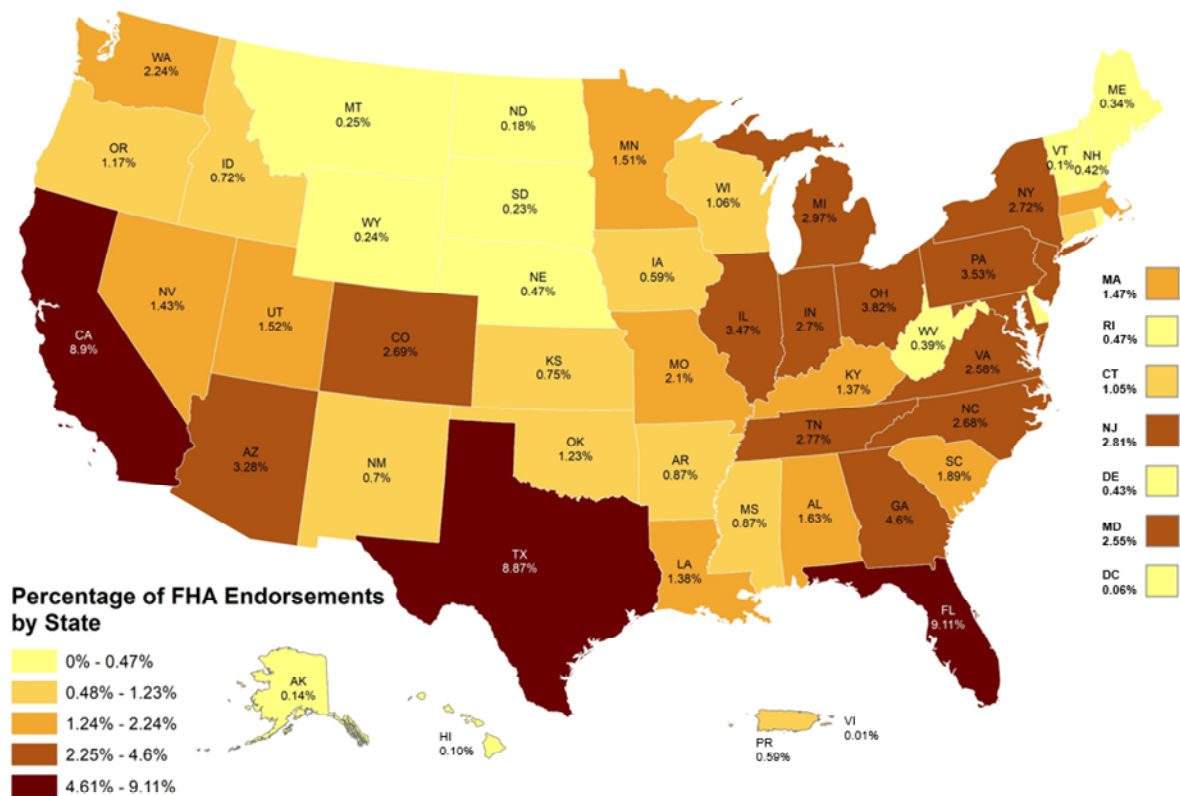 WA
2.24%
OR
1.17%
ID
0.72%
MT
0.25%
ND
0.18%
MN
1.51%
SD
0.23%
WY
0.24%
NE
0.47%
WI
1.06%
MI
2.97%
IA
0.59%
ME
0.34%
VT
0.1%
NH
0.42%
NY
2.72%
PA
3.53%
CA
8.9%
NV
1.43%
UT
1.52%
CO
2.69%
KS
0.75%
MO
2.1%
IL
3.47%
IN
2.7%
OH
3.82%
WV
0.39%
VA
2.58%
KY
1.37%
NC
2.68%
TN
2.77%
SC
1.89%
AZ
3.28%
NM
0.7%
OK
1.23%
AR
0.87%
MS
0.87%
AL
1.63%
GA
4.6%
TX
8.87%
LA
1.38%
FL
9.11%
MA
1.47%
RI
0.47%
CT
1.05%
NJ
2.81%
DE
0.43%
MD
2.55%
DC
0.06%
Percentage of FHA Endorsements
by State
0% - 0.47%
0.48% - 1.23%
1.24% - 2.24%
2.25% - 4.6%
4.61% - 9.11%
AK
0.14%
HI
0.10%
PR
0.59%
VI
0.01%